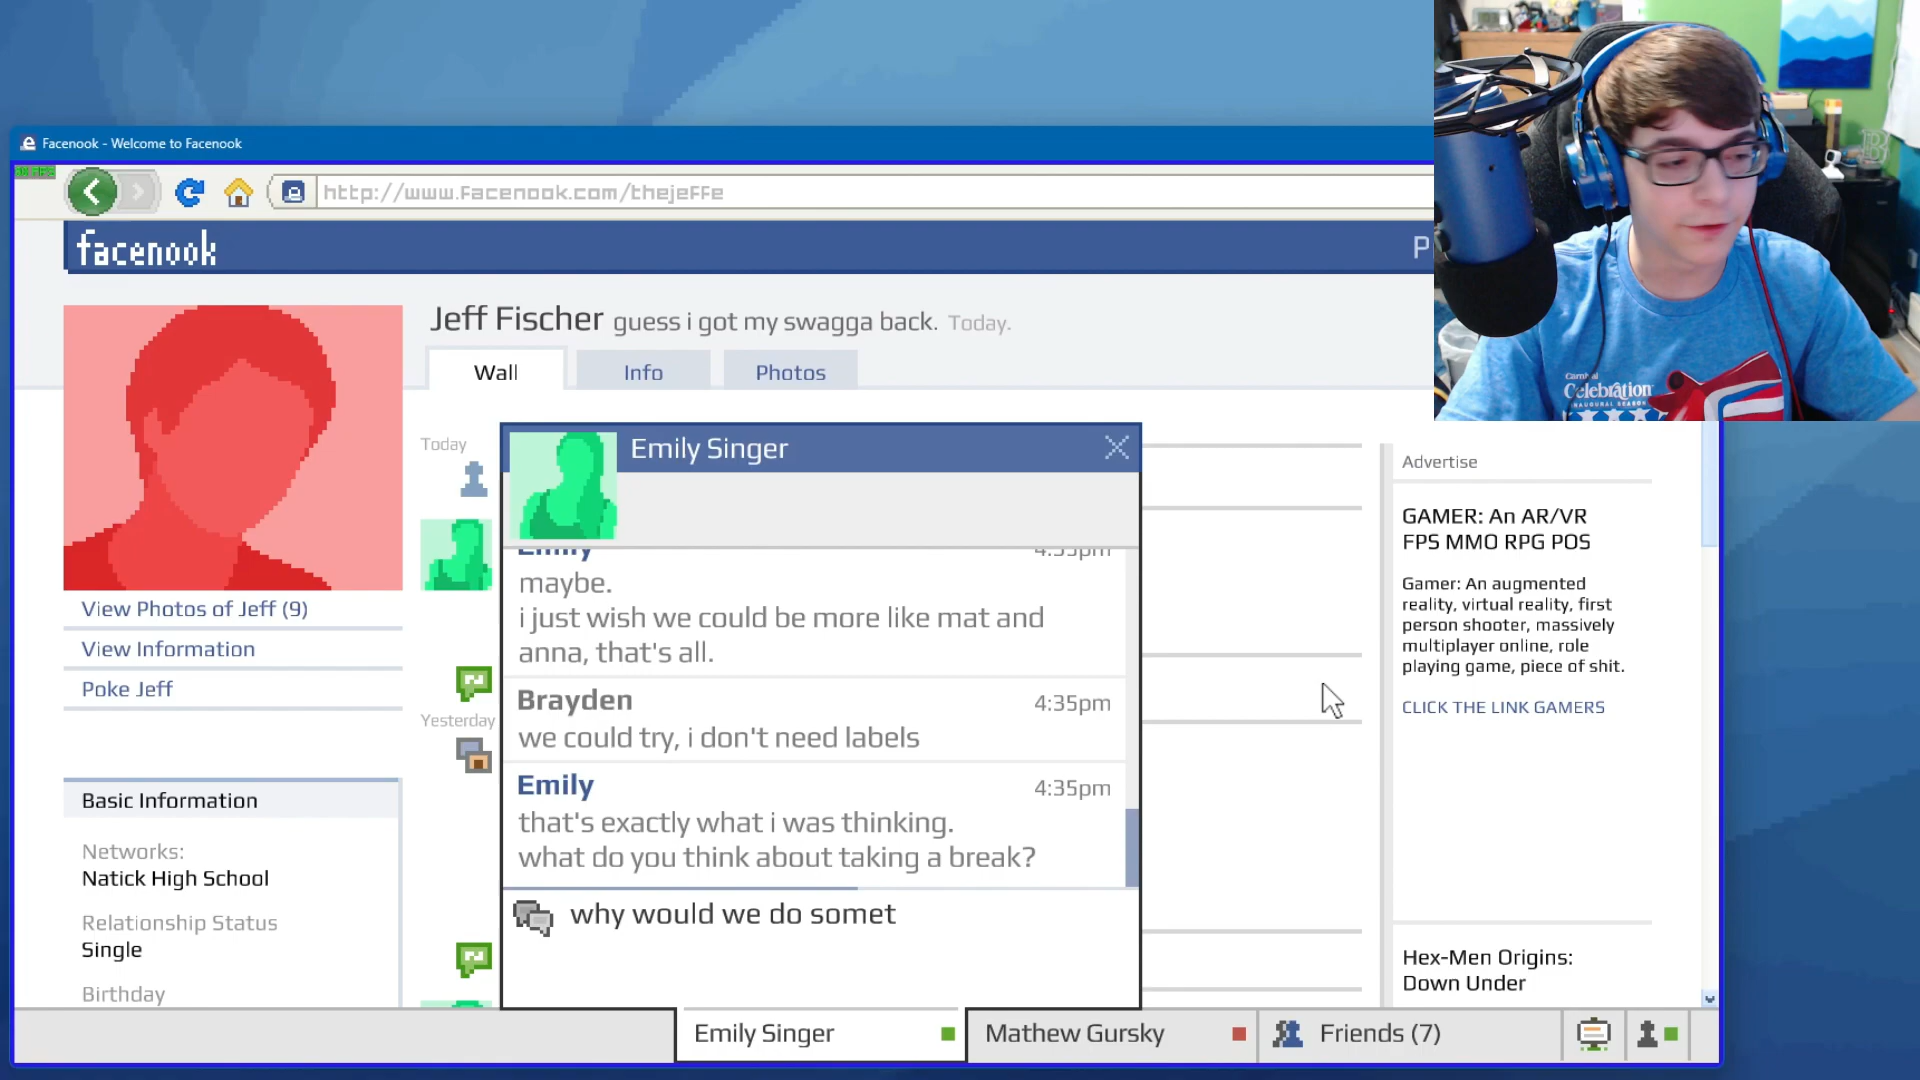 Facenook - Welcome to Facenook
http://www.Facenook.com/thejeFFe
facenook
P
Jeff Fischer guess i got my swagga back. Today.
Wall
Info
Photos
View Photos of Jeff (9)
View Information
Poke Jeff
Basic Information
Networks:
Natick High School
Relationship Status
Single
Birthday
Today
Yesterday
Emily Singer
Emily 4:35pm
maybe.
i just wish we could be more like mat and
anna, that's all.
Brayden 4:35pm
we could try, i don't need labels
Emily 4:35pm
that's exactly what i was thinking.
what do you think about taking a break?
why would we do somet
Advertise
GAMER: An AR/VR
FPS MMO RPG POS
Gamer: An augmented
reality, virtual reality, first
person shooter, massively
multiplayer online, role
playing game, piece of shit.
CLICK THE LINK GAMERS
Hex-Men Origins:
Down Under
Emily Singer
Mathew Gursky
Friends (7)
Carnival
Celebration
INAUGURAL SEASON